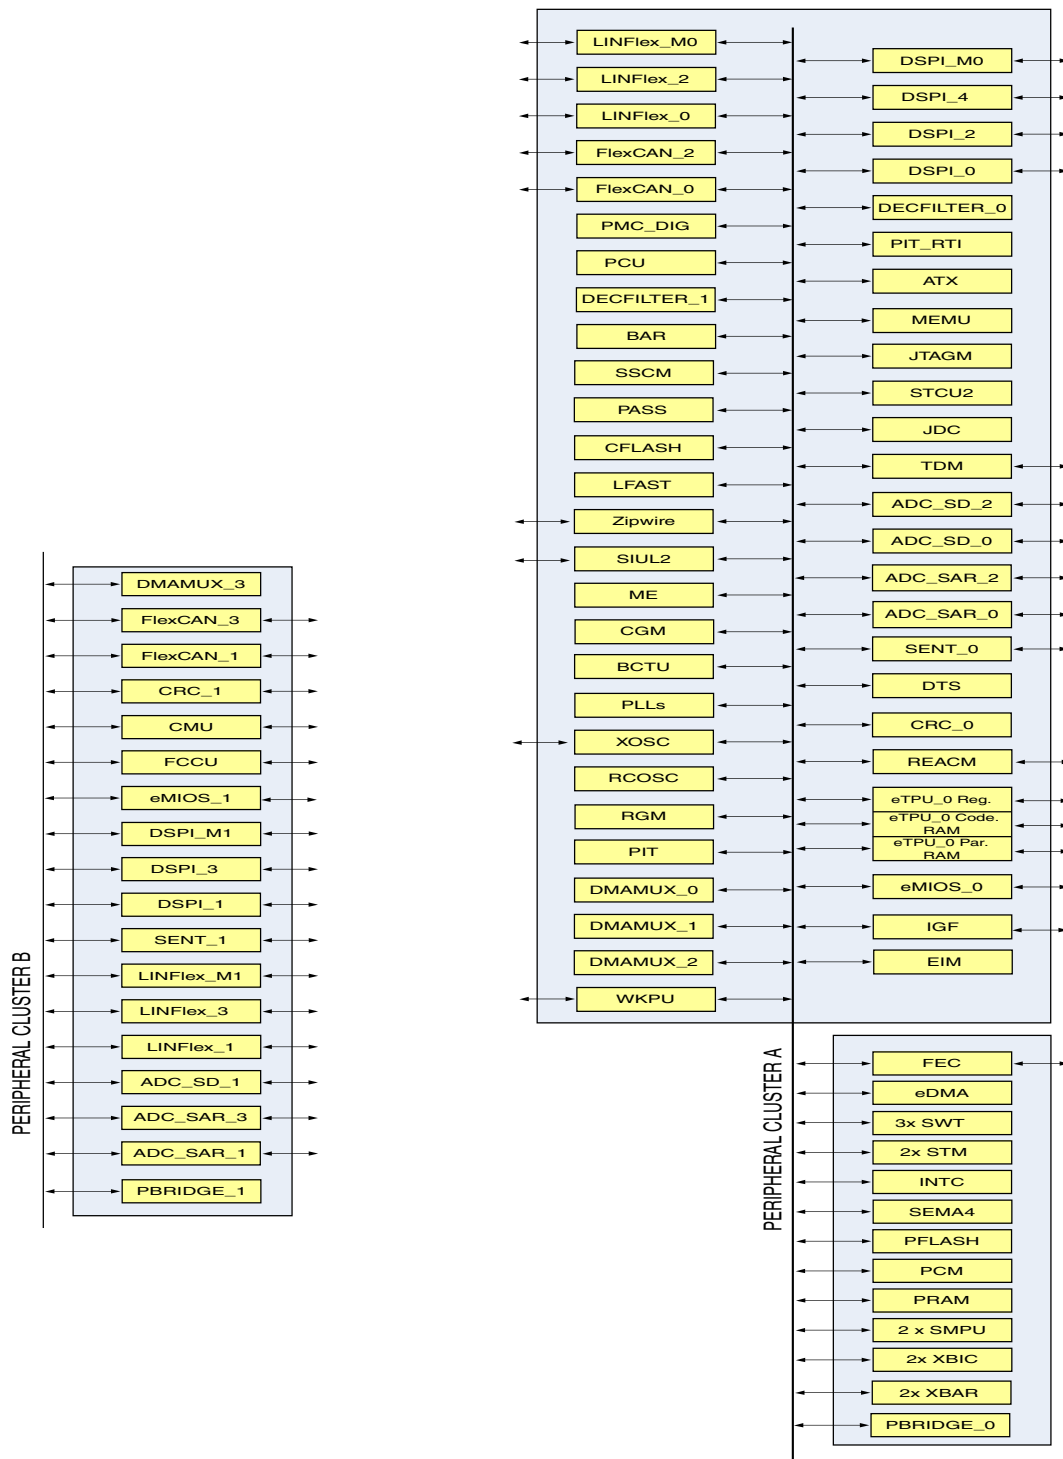 PERIPHERAL CLUSTER B
DMAMUX_3
FlexCAN_3
FlexCAN_1
CRC_1
CMU
FCCU
eMIOS_1
DSPI_M1
DSPI_3
DSPI_1
SENT_1
LINFlex_M1
LINFlex_3
LINFlex_1
ADC_SD_1
ADC_SAR_3
ADC_SAR_1
PBRIDGE_1
PERIPHERAL CLUSTER A
LINFlex_M0
LINFlex_2
LINFlex_0
FlexCAN_2
FlexCAN_0
PMC_DIG
PCU
DECFILTER_1
BAR
SSCM
PASS
CFLASH
LFAST
Zipwire
SIUL2
ME
CGM
BCTU
PLLs
XOSC
RCOSC
RGM
PIT
DMAMUX_0
DMAMUX_1
DMAMUX_2
WKPU
DSPI_M0
DSPI_4
DSPI_2
DSPI_0
DECFILTER_0
PIT_RTI
ATX
MEMU
JTAGM
STCU2
JDC
TDM
ADC_SD_2
ADC_SD_0
ADC_SAR_2
ADC_SAR_0
SENT_0
DTS
CRC_0
REACM
eTPU_0 Reg.
eTPU_0 Code.
RAM
eTPU_0 Par.
RAM
eMIOS_0
IGF
EIM
FEC
eDMA
3x SWT
2x STM
INTC
SEMA4
PFLASH
PCM
PRAM
2 x SMPU
2x XBIC
2x XBAR
PBRIDGE_0